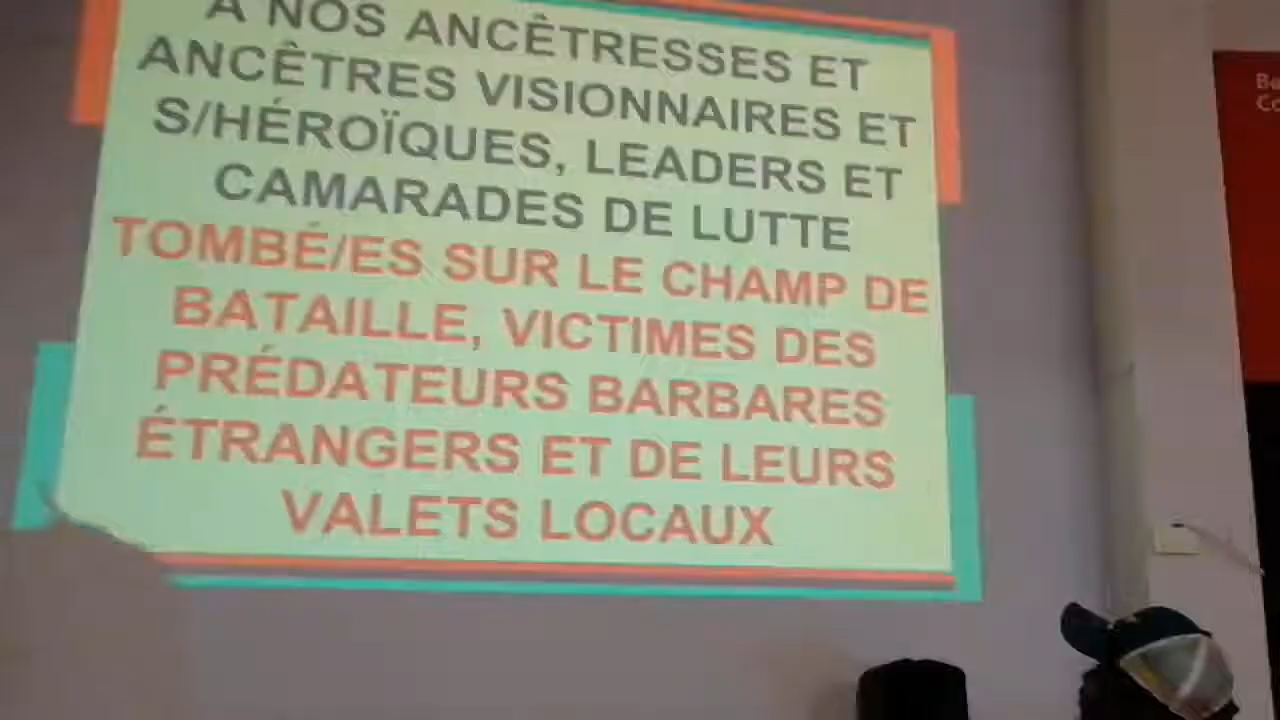 À NOS ANCÊTRESSES ET
ANCÊTRES VISIONNAIRES ET
S/HÉROÏQUES, LEADERS ET
CAMARADES DE LUTTE
TOMBÉ/ES SUR LE CHAMP DE
BATAILLE, VICTIMES DES
PRÉDATEURS BARBARES
ÉTRANGERS ET DE LEURS
VALETS LOCAUX